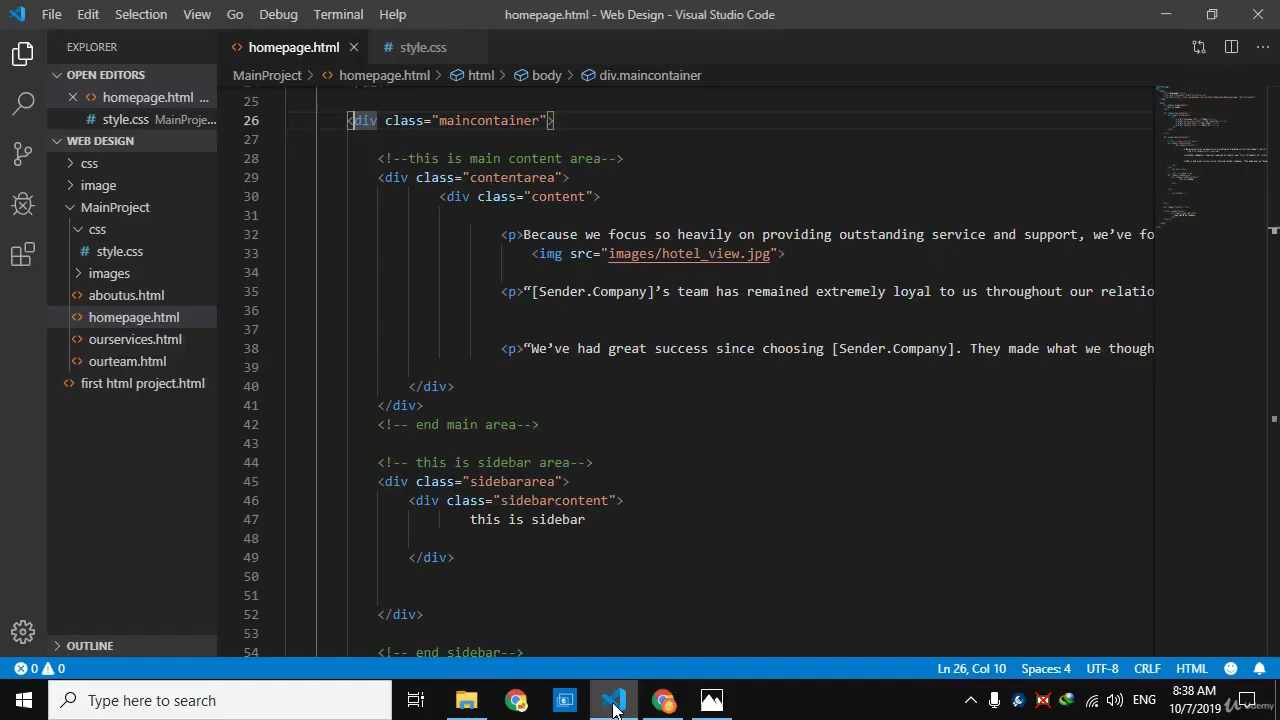 File Edit Selection View Go Debug Terminal Help homepage.html - Web Design - Visual Studio Code
EXPLORER
homepage.html style.css
OPEN EDITORS
homepage.html ...
style.css MainProje...
WEB DESIGN
css
image
MainProject
css
style.css
images
aboutus.html
homepage.html
ourservices.html
ourteam.html
first html project.html
OUTLINE
MainProject > homepage.html > html > body > div.maincontainer
25
26 <div class="maincontainer">
27
28 <!--this is main content area-->
29 <div class="contentarea">
30 <div class="content">
31
32 <p>Because we focus so heavily on providing outstanding service and support, we’ve fo
33 <img src="images/hotel_view.jpg">
34
35 <p>“[Sender.Company]’s team has remained extremely loyal to us throughout our relatio
36
37
38 <p>“We’ve had great success since choosing [Sender.Company]. They made what we though
39
40 </div>
41 </div>
42 <!-- end main area-->
43
44 <!-- this is sidebar area-->
45 <div class="sidebararea">
46 <div class="sidebarcontent">
47 this is sidebar
48
49 </div>
50
51
52 </div>
53
54 <!-- end sidebar-->
0 0 Ln 26, Col 10 Spaces: 4 UTF-8 CRLF HTML
Type here to search
ENG
8:38 AM
10/7/2019
Udemy